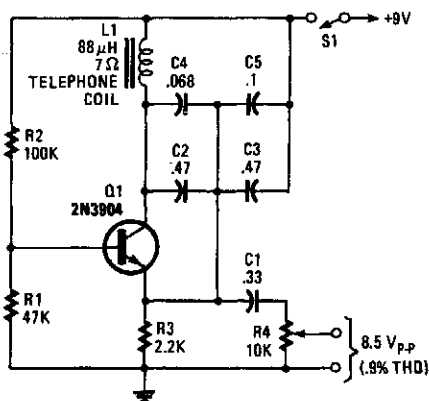 L1
88μH
7Ω
TELEPHONE
COIL
C4
.068
C5
.1
S1
+9V
R2
100K
C2
.47
C3
.47
Q1
2N3904
R1
47K
C1
.33
R3
2.2K
R4
10K
8.5 VP-P
(.9% THD)